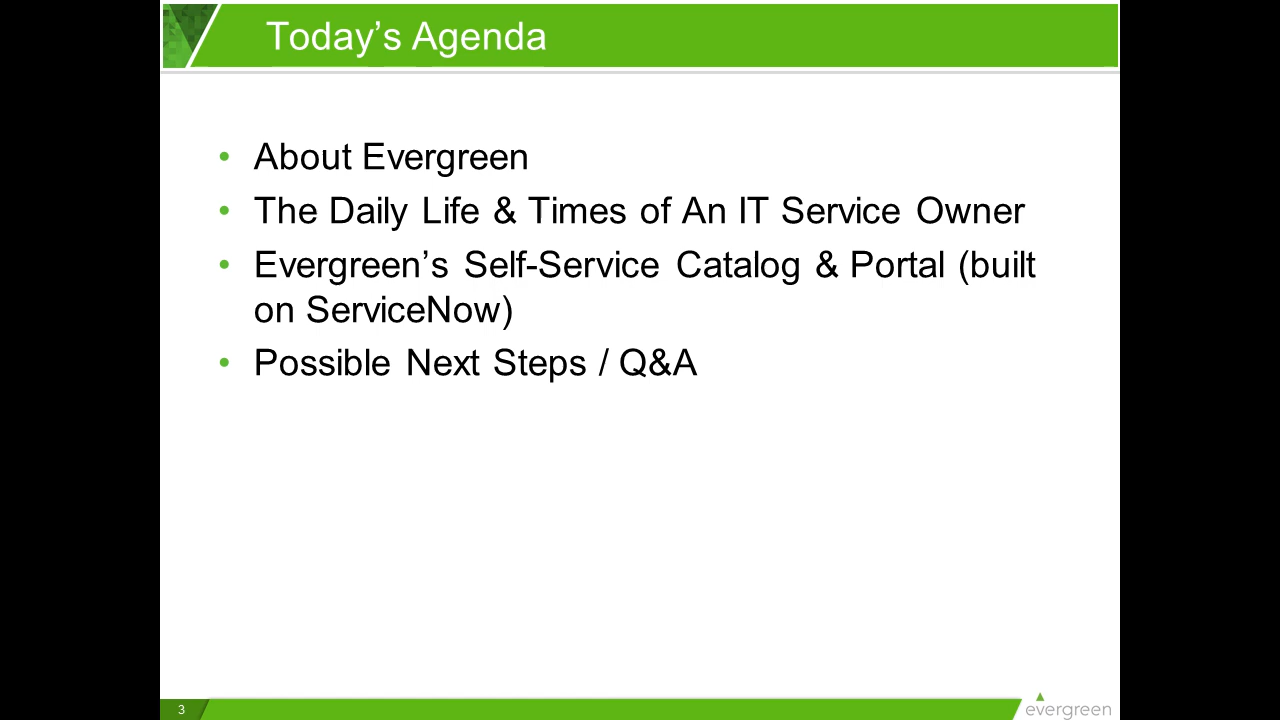 Today’s Agenda
• About Evergreen
• The Daily Life & Times of An IT Service Owner
• Evergreen’s Self-Service Catalog & Portal (built
on ServiceNow)
• Possible Next Steps / Q&A
3
evergreen